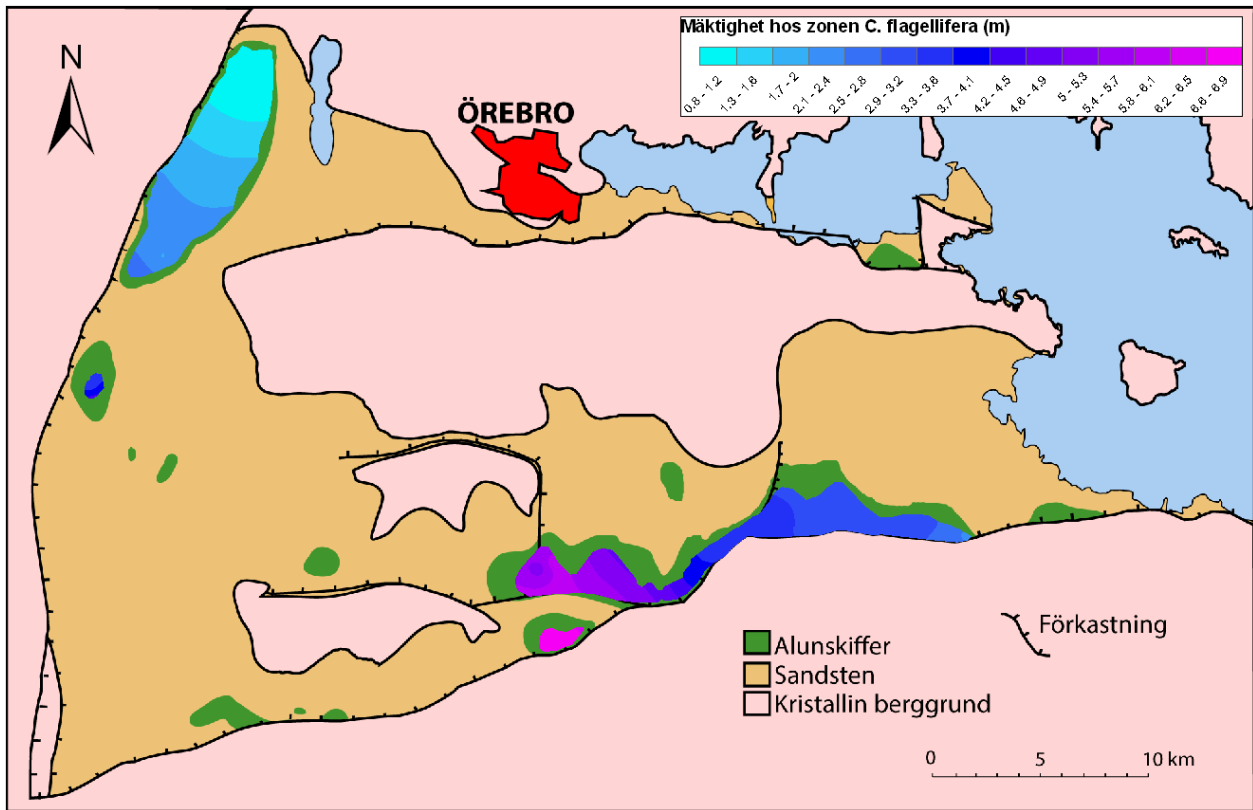 Mäktighet hos zonen C. flagellifera (m)
0.8 - 1.2
1.3 - 1.6
1.7 - 2
2.1 - 2.4
2.5 - 2.8
2.9 - 3.2
3.3 - 3.6
3.7 - 4.1
4.2 - 4.5
4.6 - 4.9
5 - 5.3
5.4 - 5.7
5.8 - 6.1
6.2 - 6.5
6.6 - 6.9
N
ÖREBRO
Förkastning
Alunskiffer
Sandsten
Kristallin berggrund
0 5 10 km